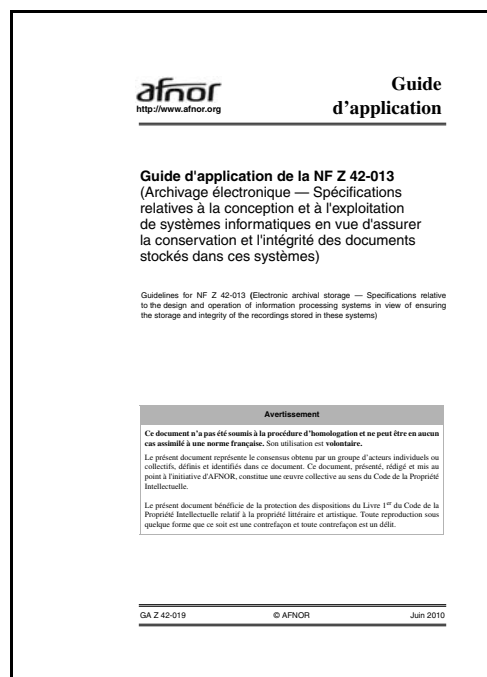 afnor
http://www.afnor.org
Guide
d'application
Guide d'application de la NF Z 42-013
(Archivage électronique — Spécifications
relatives à la conception et à l'exploitation
de systèmes informatiques en vue d'assurer
la conservation et l'intégrité des documents
stockés dans ces systèmes)
Guidelines for NF Z 42-013 (Electronic archival storage — Specifications relative
to the design and operation of information processing systems in view of ensuring
the storage and integrity of the recordings stored in these systems)
Avertissement
Ce document n'a pas été soumis à la procédure d'homologation et ne peut être en aucun
cas assimilé à une norme française. Son utilisation est volontaire.
Le présent document représente le consensus obtenu par un groupe d'acteurs individuels ou
collectifs, définis et identifiés dans ce document. Ce document, présenté, rédigé et mis au
point à l'initiative d'AFNOR, constitue une œuvre collective au sens du Code de la Propriété
Intellectuelle.
Le présent document bénéficie de la protection des dispositions du Livre 1er du Code de la
Propriété Intellectuelle relatif à la propriété littéraire et artistique. Toute reproduction sous
quelque forme que ce soit est une contrefaçon et toute contrefaçon est un délit.
GA Z 42-019
© AFNOR
Juin 2010